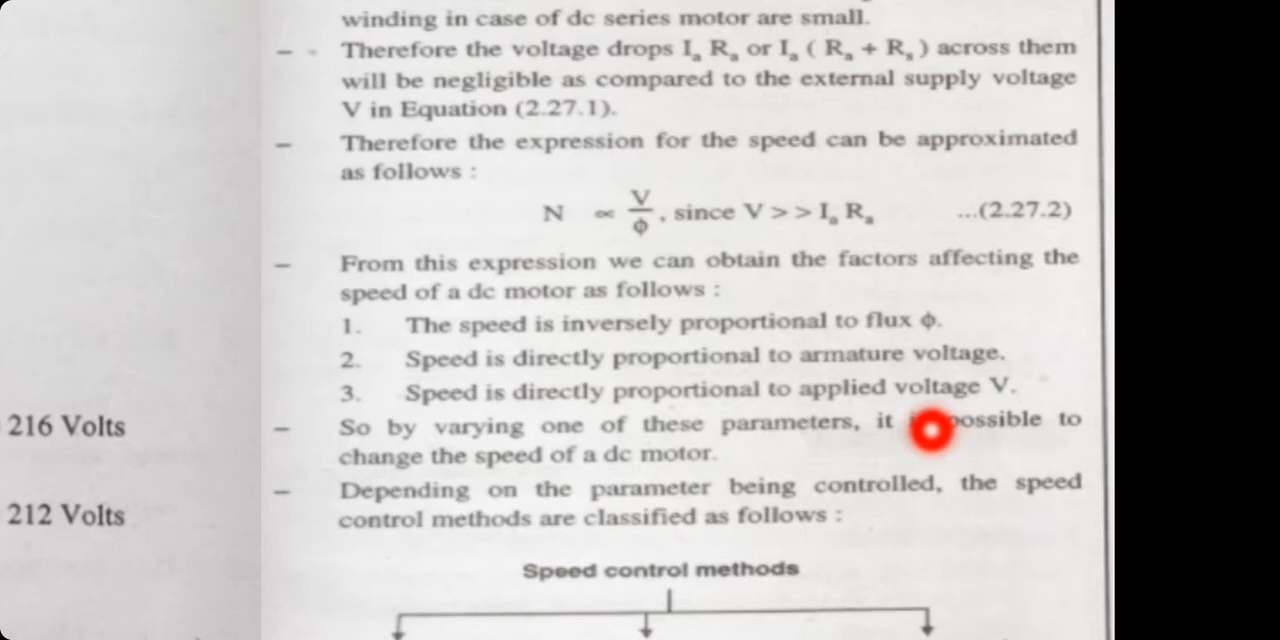 winding in case of dc series motor are small.
– - Therefore the voltage drops Ia Ra or Ia ( Ra + Rs ) across them
will be negligible as compared to the external supply voltage
V in Equation (2.27.1).
– Therefore the expression for the speed can be approximated
as follows :
N ∝ V/ϕ , since V > > Ia Ra ...(2.27.2)
– From this expression we can obtain the factors affecting the
speed of a dc motor as follows :
1. The speed is inversely proportional to flux ϕ.
2. Speed is directly proportional to armature voltage.
3. Speed is directly proportional to applied voltage V.
216 Volts
– So by varying one of these parameters, it possible to
change the speed of a dc motor.
– Depending on the parameter being controlled, the speed
212 Volts
control methods are classified as follows :
Speed control methods